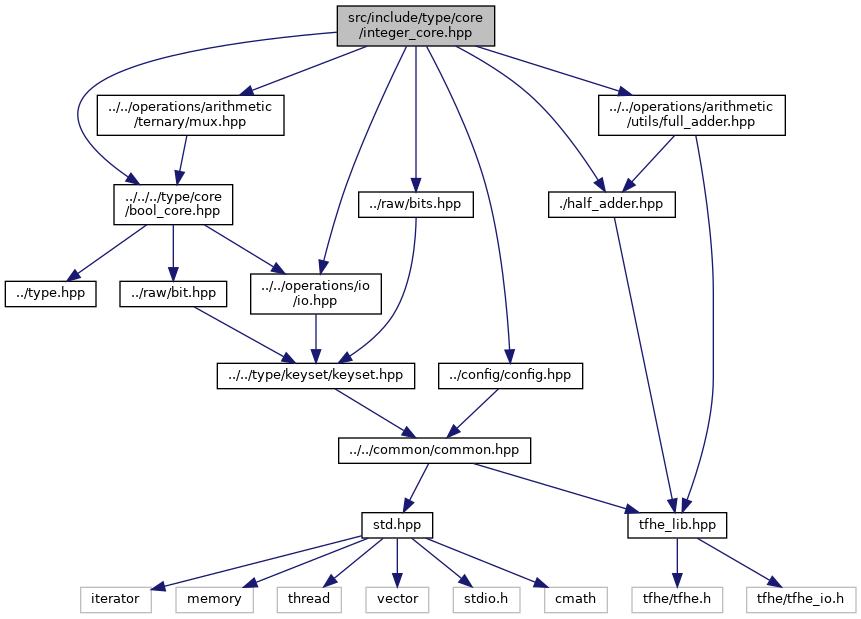 src/include/type/core
/integer_core.hpp
../../operations/arithmetic
/ternary/mux.hpp
../../operations/arithmetic
/utils/full_adder.hpp
../../../type/core
/bool_core.hpp
../raw/bits.hpp
./half_adder.hpp
../type.hpp
../raw/bit.hpp
../../operations/io
/io.hpp
../../type/keyset/keyset.hpp
../config/config.hpp
../../common/common.hpp
std.hpp
tfhe_lib.hpp
iterator
memory
thread
vector
stdio.h
cmath
tfhe/tfhe.h
tfhe/tfhe_io.h